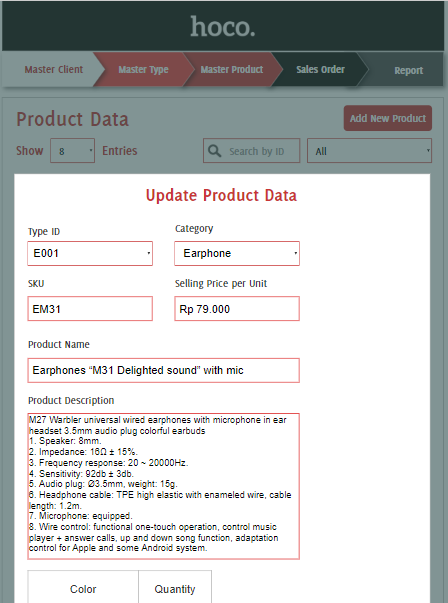 hoco.
Master Client Master Type Master Product Sales Order Report
Product Data Add New Product
Show 8 Entries Search by ID All
Update Product Data
Type ID Category
E001 Earphone
SKU Selling Price per Unit
EM31 Rp 79.000
Product Name
Earphones “M31 Delighted sound” with mic
Product Description
M27 Warbler universal wired earphones with microphone in ear
headset 3.5mm audio plug colorful earbuds
1. Speaker: 8mm.
2. Impedance: 16Ω ± 15%.
3. Frequency response: 20 ~ 20000Hz.
4. Sensitivity: 92db ± 3db.
5. Audio plug: Ø3.5mm, weight: 15g.
6. Headphone cable: TPE high elastic with enameled wire, cable
length: 1.2m.
7. Microphone: equipped.
8. Wire control: functional one-touch operation, control music
player + answer calls, up and down song function, adaptation
control for Apple and some Android system.
Color Quantity